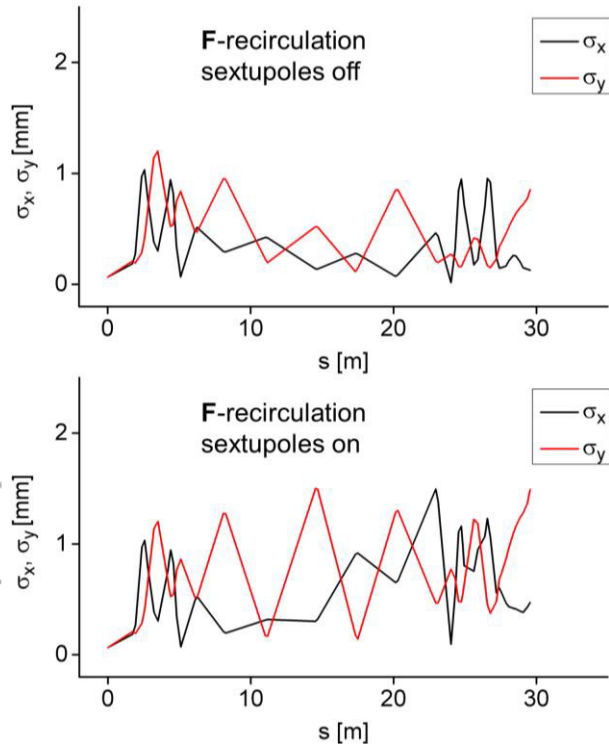 F-recirculation
sextupoles off
σx
σy
σx, σy [mm]
2
1
0
0 10 20 30
s [m]
F-recirculation
sextupoles on
σx
σy
σx, σy [mm]
2
1
0
0 10 20 30
s [m]